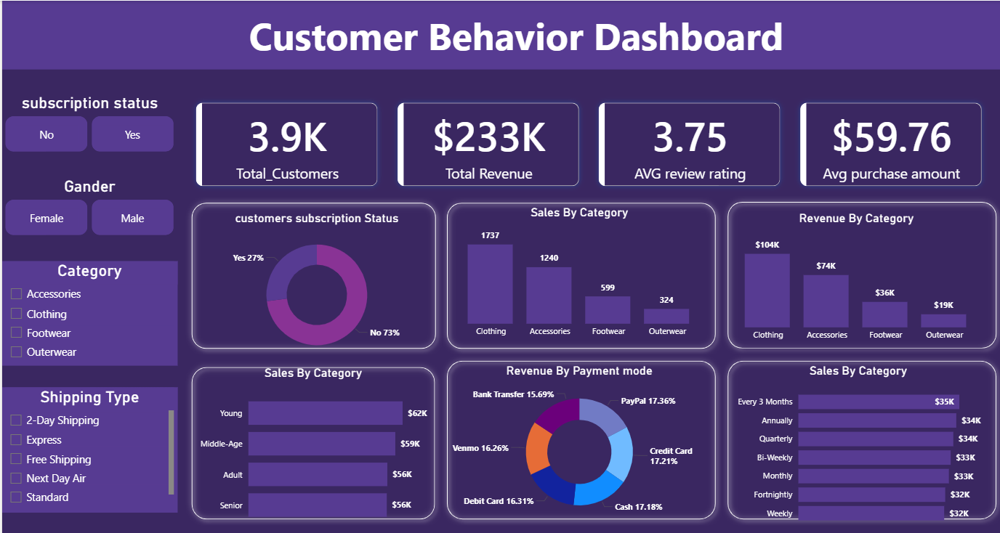 Customer Behavior Dashboard
subscription status
No
Yes
Gander
Female
Male
Category
Accessories
Clothing
Footwear
Outerwear
Shipping Type
2-Day Shipping
Express
Free Shipping
Next Day Air
Standard
3.9K
Total_Customers
$233K
Total Revenue
3.75
AVG review rating
$59.76
Avg purchase amount
customers subscription Status
Yes 27%
No 73%
Sales By Category
1737
1240
599
324
Clothing
Accessories
Footwear
Outerwear
Revenue By Category
$104K
$74K
$36K
$19K
Clothing
Accessories
Footwear
Outerwear
Sales By Category
Young $62K
Middle-Age $59K
Adult $56K
Senior $56K
Revenue By Payment mode
Bank Transfer 15.69%
PayPal 17.36%
Venmo 16.26%
Credit Card
17.21%
Debit Card 16.31%
Cash 17.18%
Sales By Category
Every 3 Months $35K
Annually $34K
Quarterly $34K
Bi-Weekly $33K
Monthly $33K
Fortnightly $32K
Weekly $32K